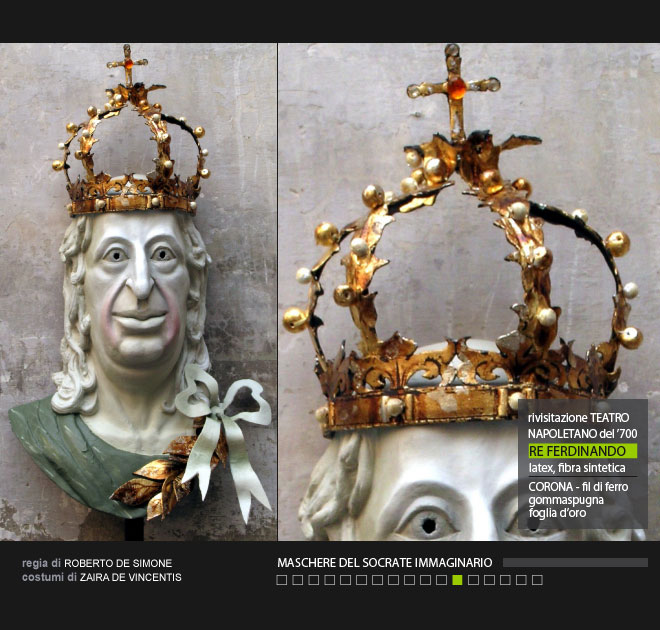 rivisitazione TEATRO
NAPOLETANO del '700
RE FERDINANDO
latex, fibra sintetica
CORONA - fil di ferro
gommaspugna
foglia d'oro
regia di ROBERTO DE SIMONE
costumi di ZAIRA DE VINCENTIS
MASCHERE DEL SOCRATE IMMAGINARIO